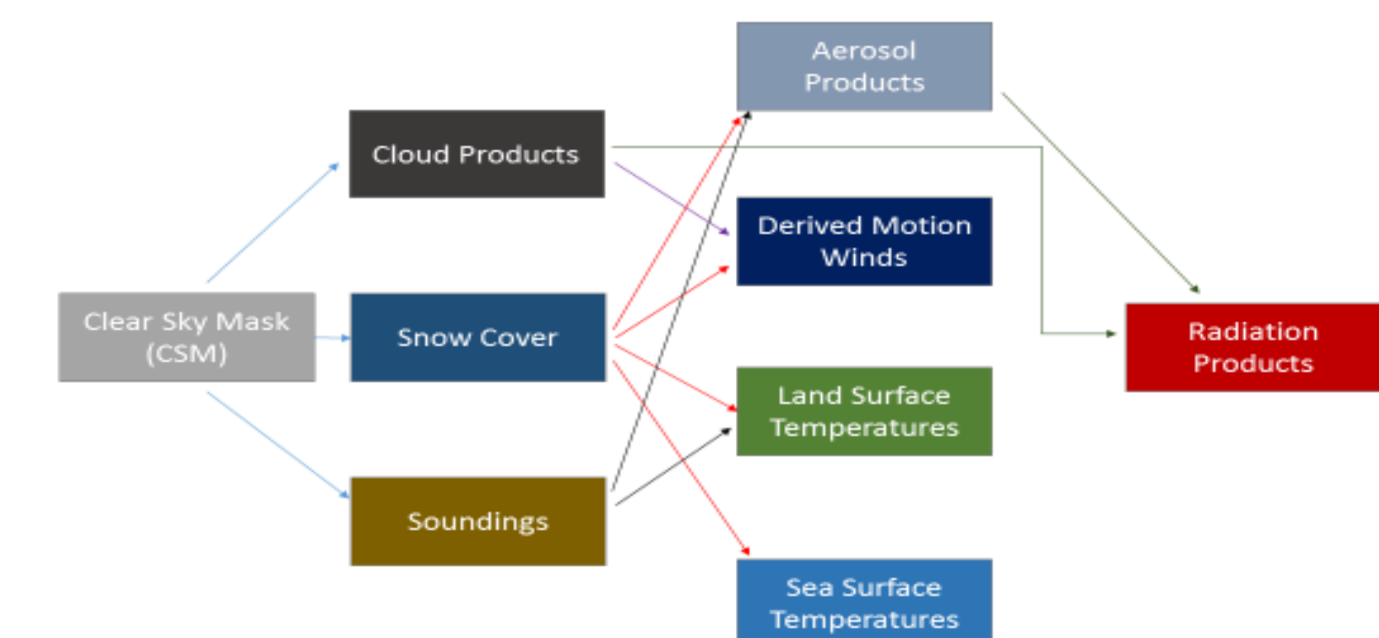 Aerosol
Products
Cloud Products
Derived Motion
Winds
Clear Sky Mask
(CSM)
Snow Cover
Radiation
Products
Land Surface
Temperatures
Soundings
Sea Surface
Temperatures